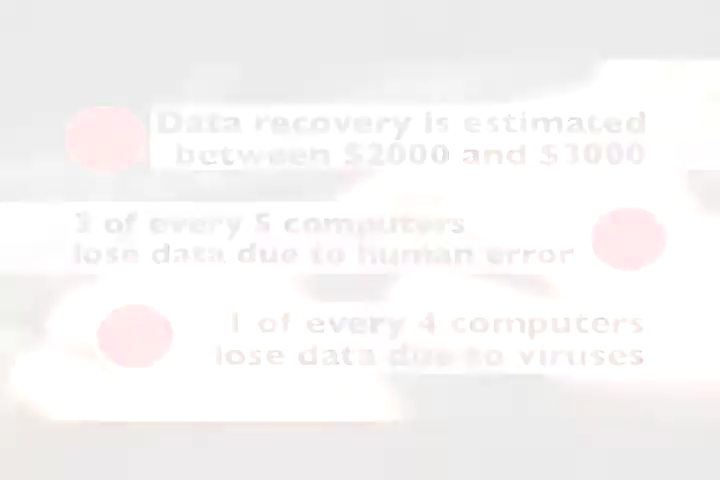 Data recovery is estimated
between $2000 and $3000
of every 5 computers
lose data due to human error
1 of every 4 computers
lose data due to viruses